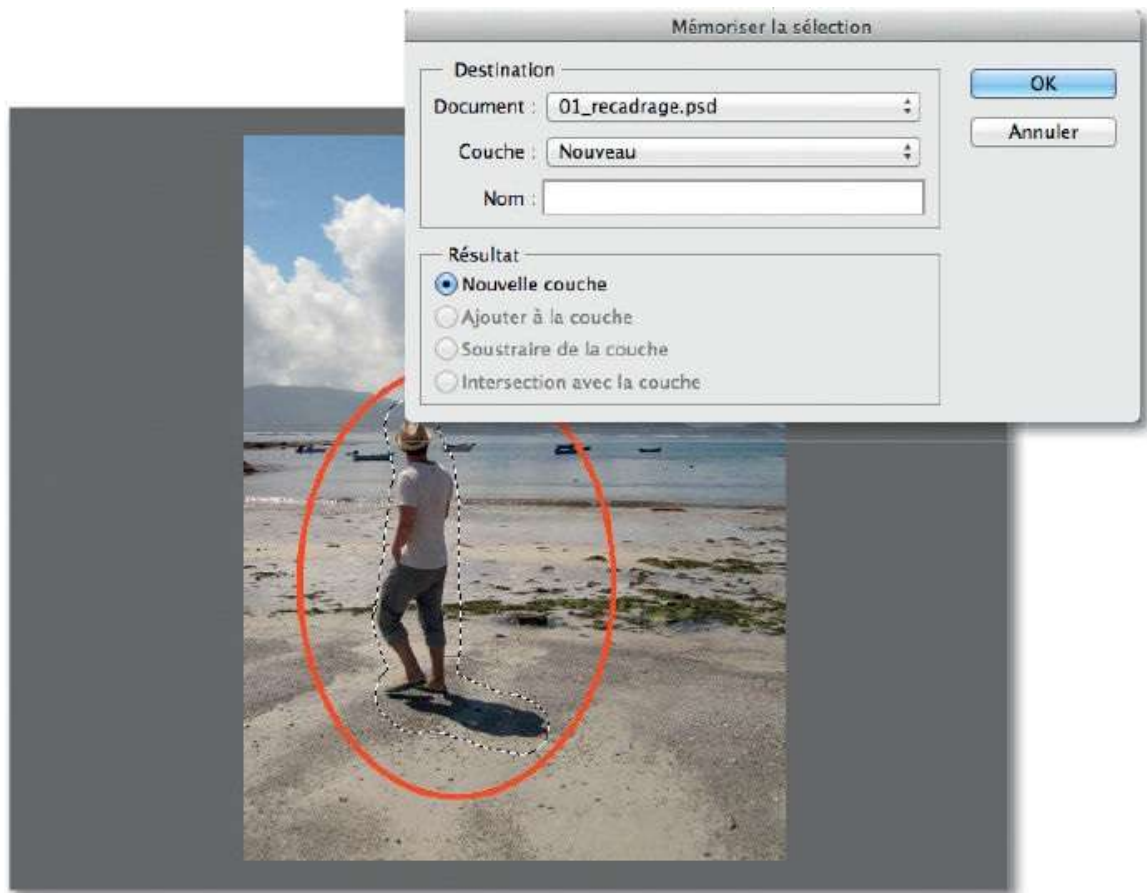 Mémoriser la sélection
Destination
Document : 01_recadrage.psd
Couche : Nouveau
Nom :
OK
Annuler
Résultat
Nouvelle couche
Ajouter à la couche
Soustraire de la couche
Intersection avec la couche